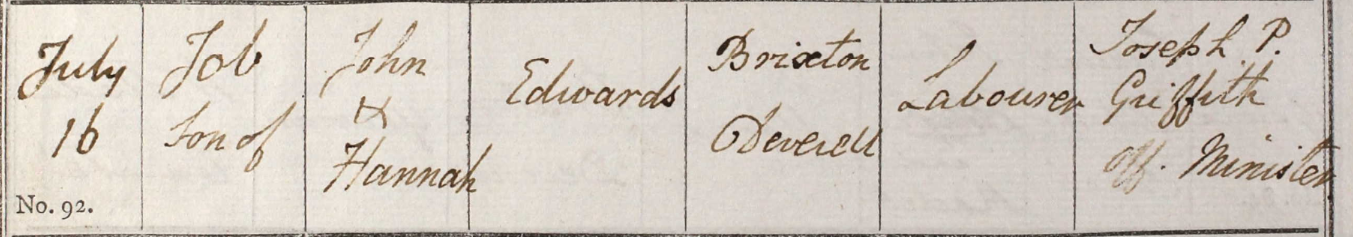 July
16
No. 92.
Job
Son of
John
&
Hannah
Edwards
Brixton
Deverell
Labourer
Joseph P.
Griffith
Off. Minister